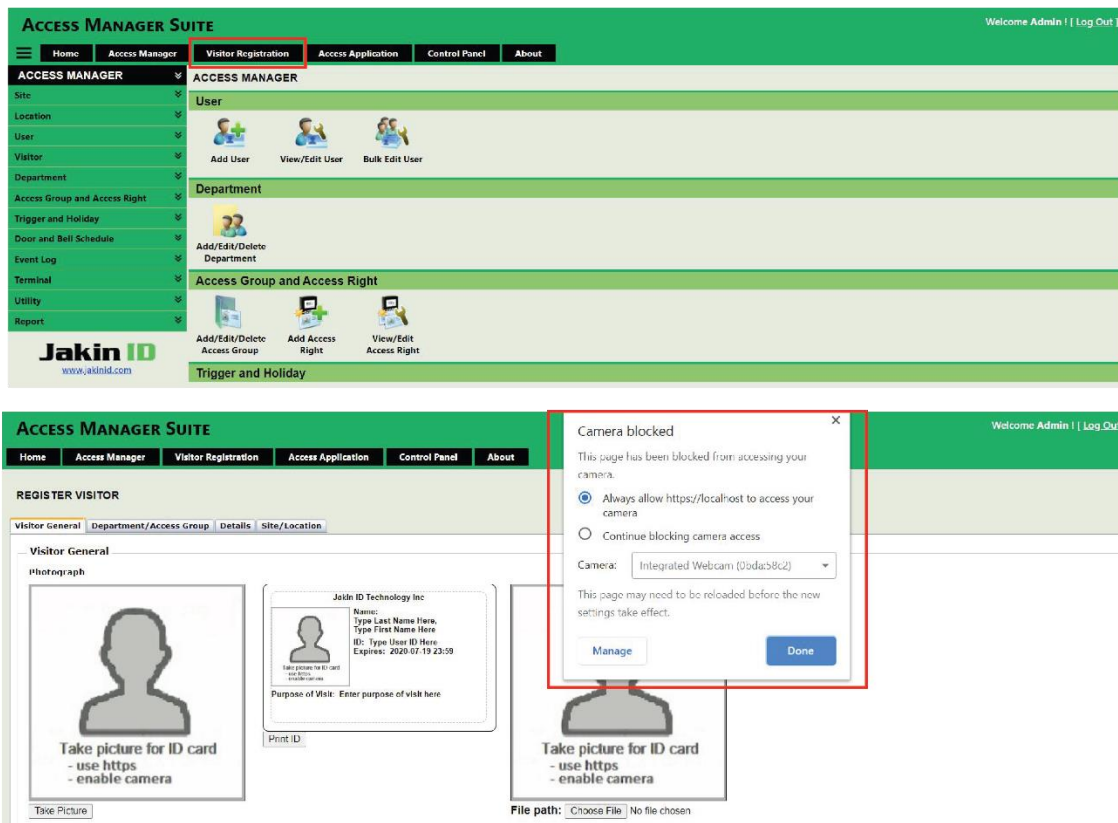 ACCESS MANAGER SUITE
Welcome Admin ! [ Log Out ]
Home Access Manager Visitor Registration Access Application Control Panel About
ACCESS MANAGER
Site
Location
User
Visitor
Department
Access Group and Access Right
Trigger and Holiday
Door and Bell Schedule
Event Log
Terminal
Utility
Report
Jakin ID
www.jakinid.com
ACCESS MANAGER
User
Add User View/Edit User Bulk Edit User
Department
Add/Edit/Delete
Department
Access Group and Access Right
Add/Edit/Delete
Access Group
Add Access
Right
View/Edit
Access Right
Trigger and Holiday
ACCESS MANAGER SUITE
Welcome Admin ! [ Log Out
Home Access Manager Visitor Registration Access Application Control Panel About
REGISTER VISITOR
Visitor General Department/Access Group Details Site/Location
Visitor General
Photograph
Take picture for ID card
- use https
- enable camera
Take Picture
Jakin ID Technology Inc
Name:
Type Last Name Here,
Type First Name Here
ID: Type User ID Here
Expires: 2020-07-19 23:59
Take picture for ID card
- use https
- enable camera
Purpose of Visit: Enter purpose of visit here
Print ID
Camera blocked
This page has been blocked from accessing your
camera.
Always allow https://localhost to access your
camera
Continue blocking camera access
Camera: Integrated Webcam (0bda:58c2)
This page may need to be reloaded before the new
settings take effect.
Manage Done
Take picture for ID card
- use https
- enable camera
File path: Choose File No file chosen